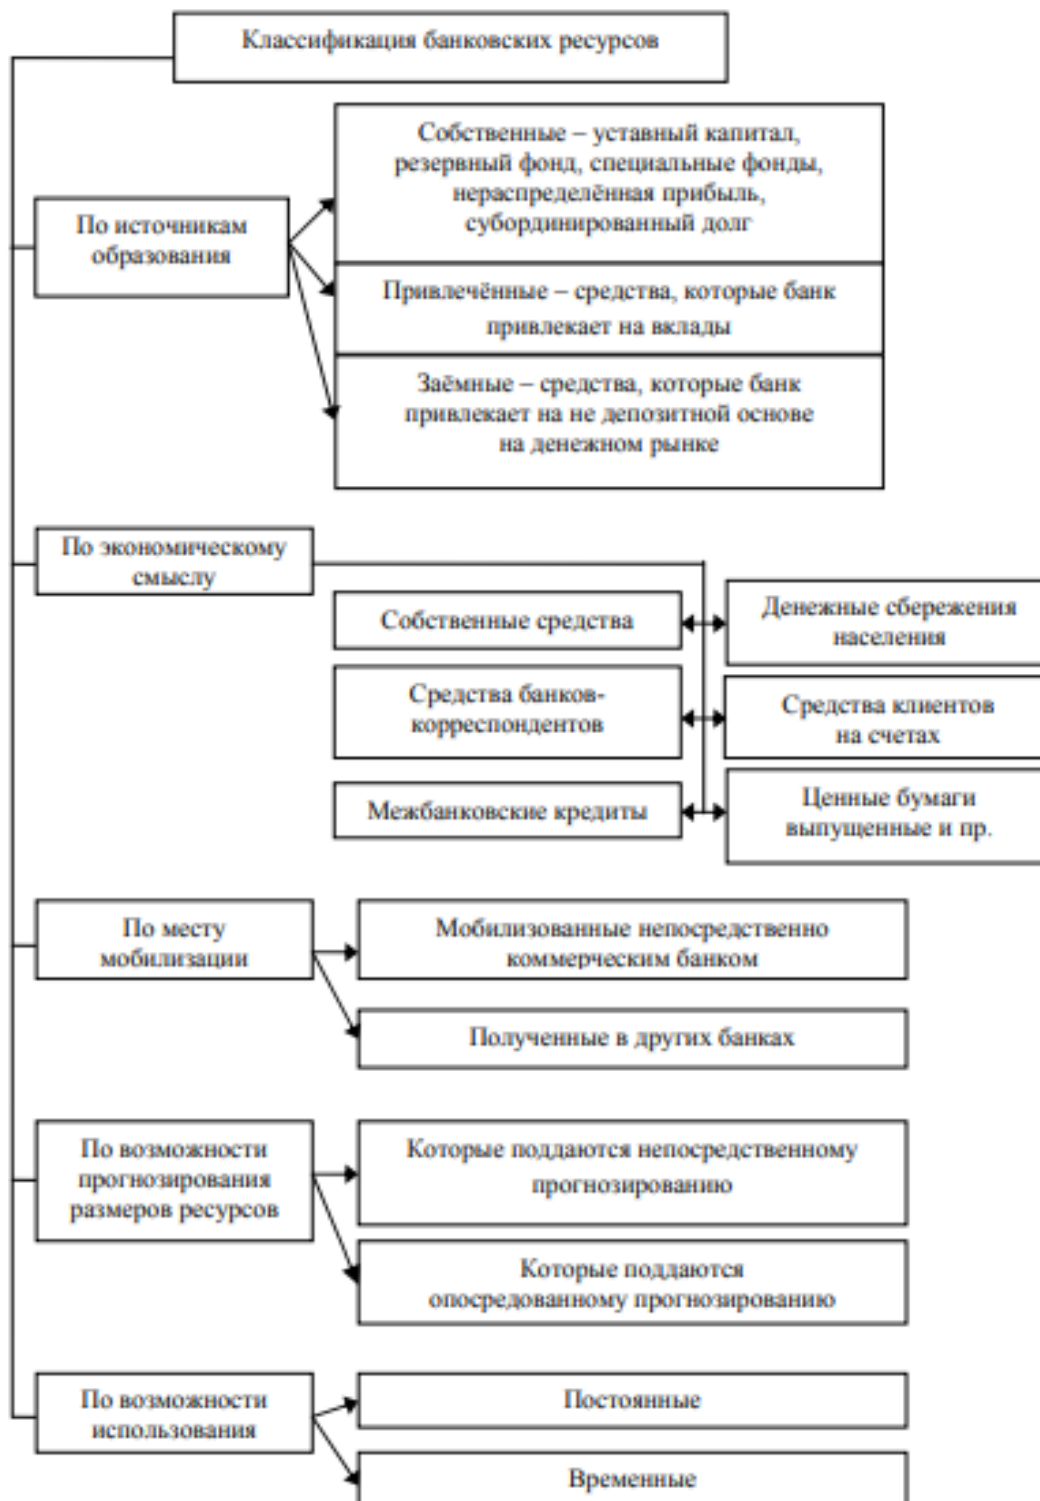 Классификация банковских ресурсов
По источникам
образования
Собственные – уставный капитал,
резервный фонд, специальные фонды,
нераспределённая прибыль,
субординированный долг
Привлечённые – средства, которые банк
привлекает на вклады
Заёмные – средства, которые банк
привлекает на не депозитной основе
на денежном рынке
По экономическому
смыслу
Собственные средства
Денежные сбережения
населения
Средства банков-
корреспондентов
Средства клиентов
на счетах
Межбанковские кредиты
Ценные бумаги
выпущенные и пр.
По месту
мобилизации
Мобилизованные непосредственно
коммерческим банком
Полученные в других банках
По возможности
прогнозирования
размеров ресурсов
Которые поддаются непосредственному
прогнозированию
Которые поддаются
опосредованному прогнозированию
По возможности
использования
Постоянные
Временные